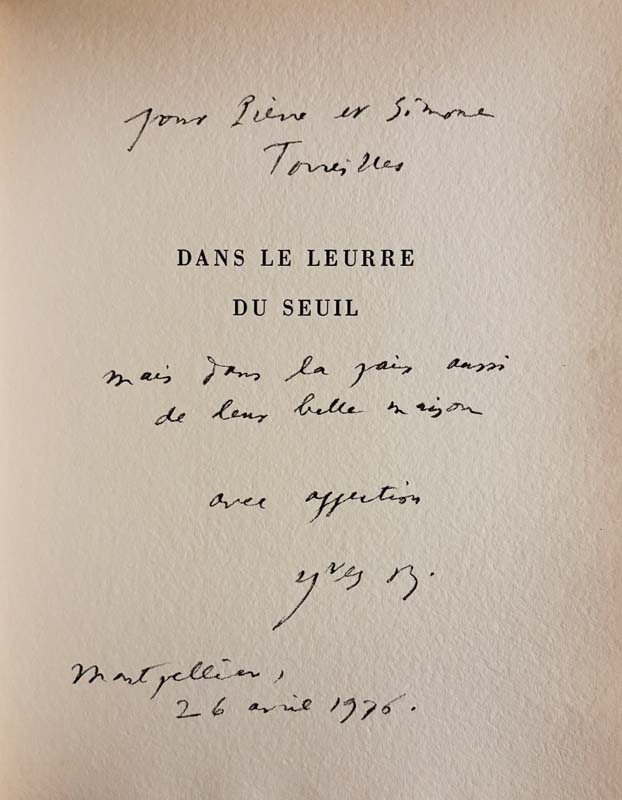 pour Pierre et Simone
Torreilles
DANS LE LEURRE
DU SEUIL
mais dans la paix aussi
de leur belle maison
avec affection
Yves B.
Montpellier,
26 avril 1976.